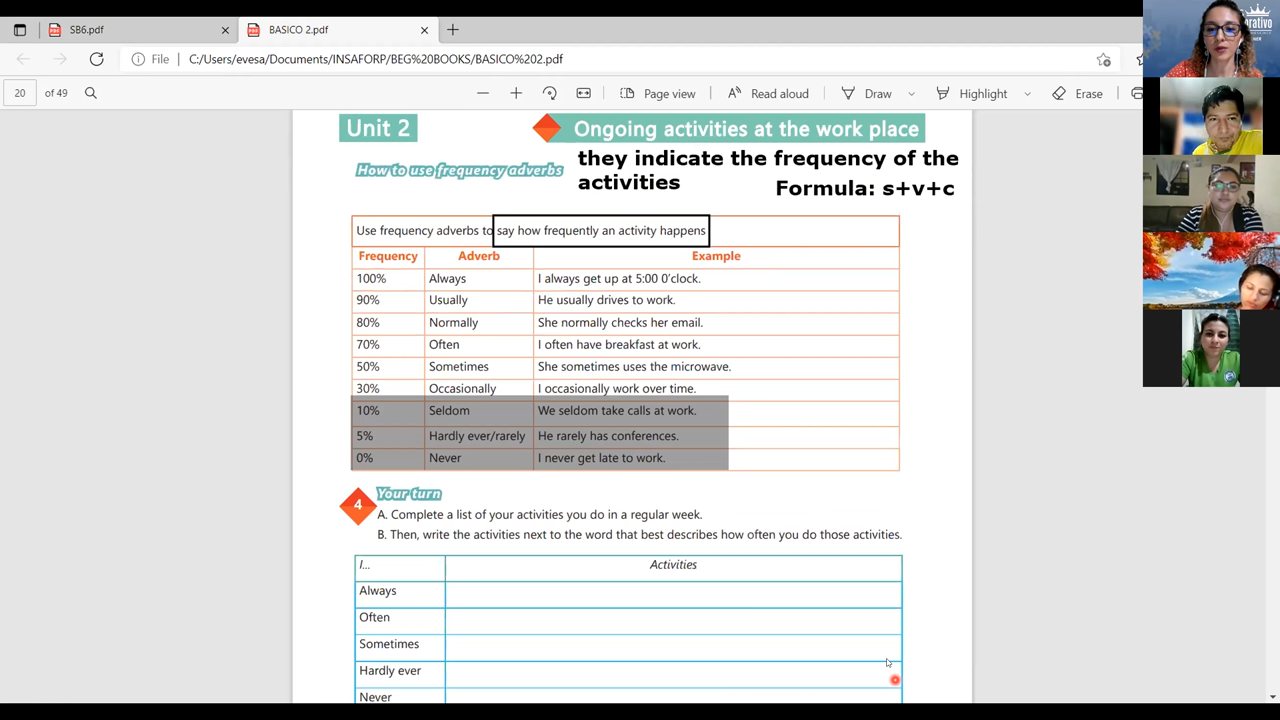 SB6.pdf
BASICO 2.pdf
File
C:/Users/evesa/Documents/INSAFORP/BEG%20BOOKS/BASICO%202.pdf
20 of 49
Page view
Read aloud
Draw
Highlight
Erase
Unit 2
Ongoing activities at the work place
How to use frequency adverbs
they indicate the frequency of the
activities
Formula: s+v+c
Use frequency adverbs to say how frequently an activity happens
Frequency Adverb Example
100% Always I always get up at 5:00 0'clock.
90% Usually He usually drives to work.
80% Normally She normally checks her email.
70% Often I often have breakfast at work.
50% Sometimes She sometimes uses the microwave.
30% Occasionally I occasionally work over time.
10% Seldom We seldom take calls at work.
5% Hardly ever/rarely He rarely has conferences.
0% Never I never get late to work.
4
Your turn
A. Complete a list of your activities you do in a regular week.
B. Then, write the activities next to the word that best describes how often you do those activities.
I... Activities
Always
Often
Sometimes
Hardly ever
Never